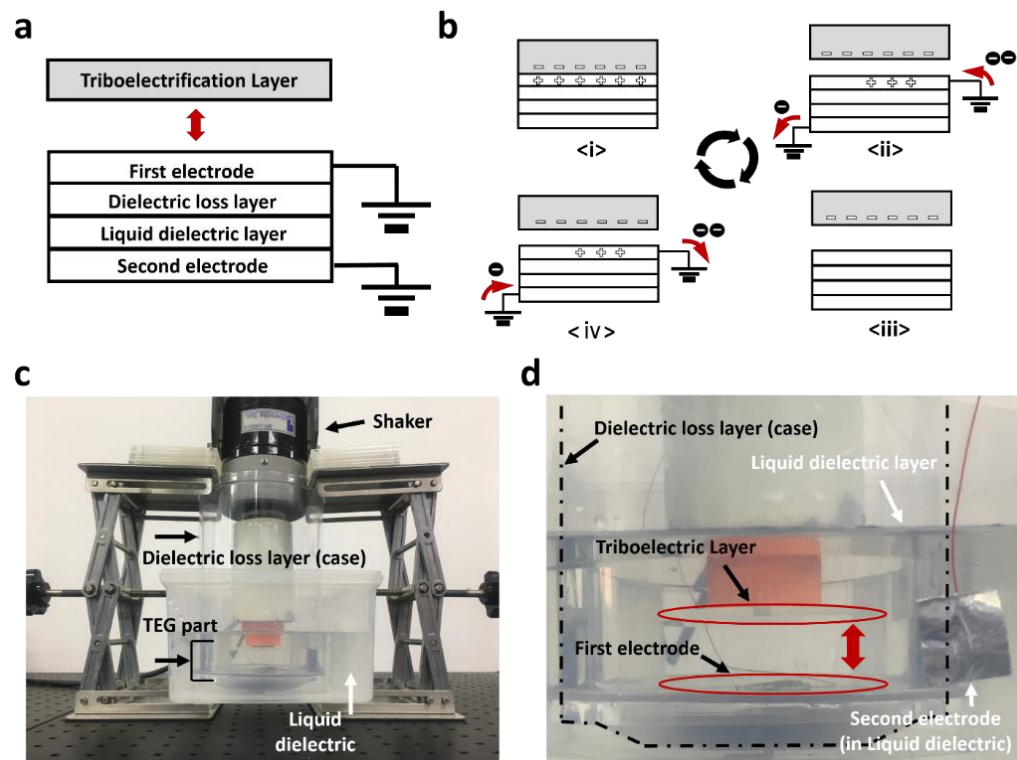 a
Triboelectrification Layer
First electrode
Dielectric loss layer
Liquid dielectric layer
Second electrode
b
<i>
<ii>
<iv>
<iii>
c
Shaker
Dielectric loss layer (case)
TEG part
Liquid
dielectric
d
Dielectric loss layer (case)
Liquid dielectric layer
Triboelectric Layer
First electrode
Second electrode
(in Liquid dielectric)